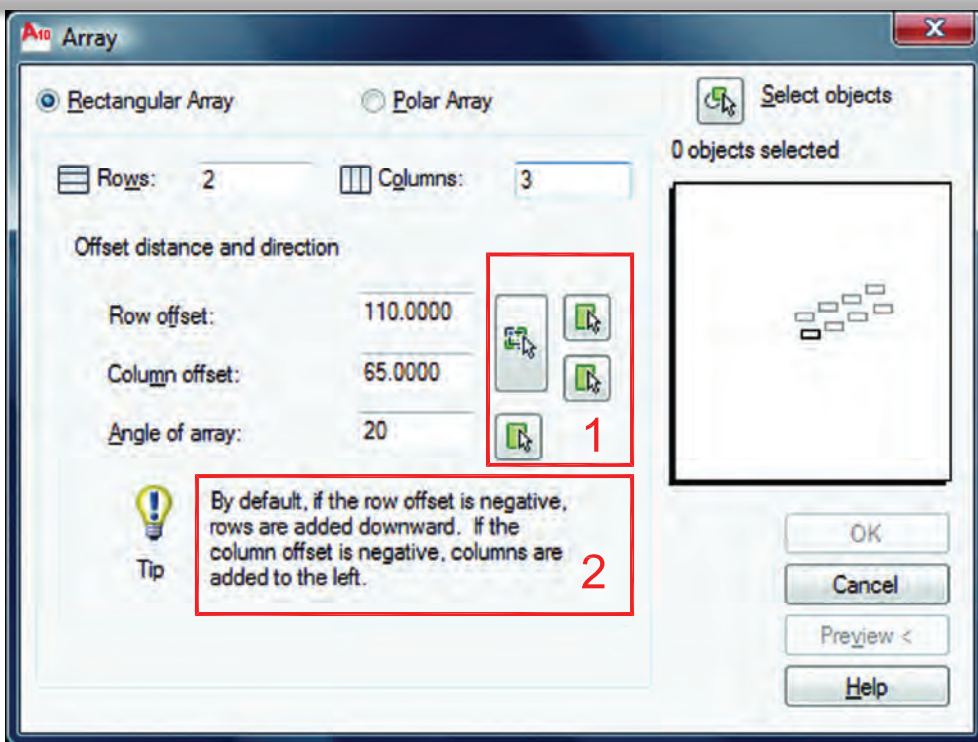 A10 Array
X
Rectangular Array Polar Array Select objects
0 objects selected
Rows: 2 Columns: 3
Offset distance and direction
Row offset: 110.0000
Column offset: 65.0000
Angle of array: 20
1
By default, if the row offset is negative,
rows are added downward. If the
column offset is negative, columns are
added to the left.
Tip
2
OK
Cancel
Preview <
Help